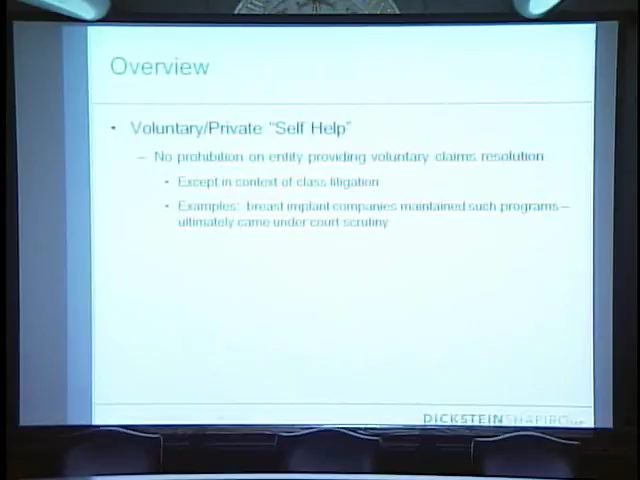 Overview
• Voluntary/Private "Self Help"
– No prohibition on entity providing voluntary claims resolution
• Except in context of class litigation
• Examples: breast implant companies maintained such programs –
ultimately came under court scrutiny
DICKSTEINSHAPIRO LLP